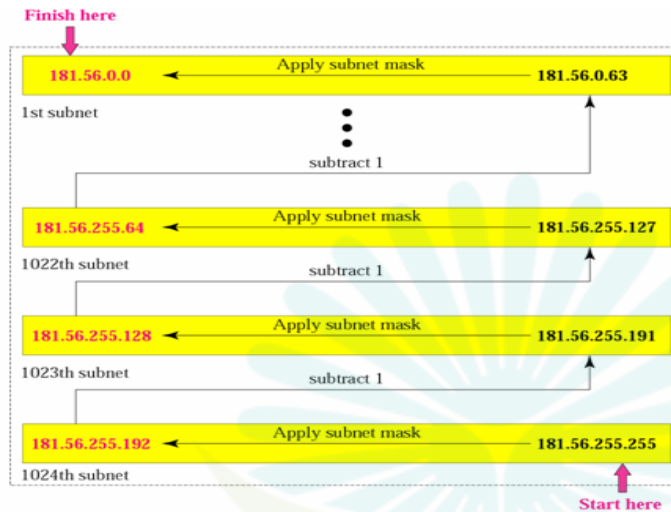 Finish here
Apply subnet mask
181.56.0.0 181.56.0.63
1st subnet
subtract 1
181.56.255.64 Apply subnet mask 181.56.255.127
1022th subnet
subtract 1
181.56.255.128 Apply subnet mask 181.56.255.191
1023th subnet
subtract 1
181.56.255.192 Apply subnet mask 181.56.255.255
1024th subnet
Start here